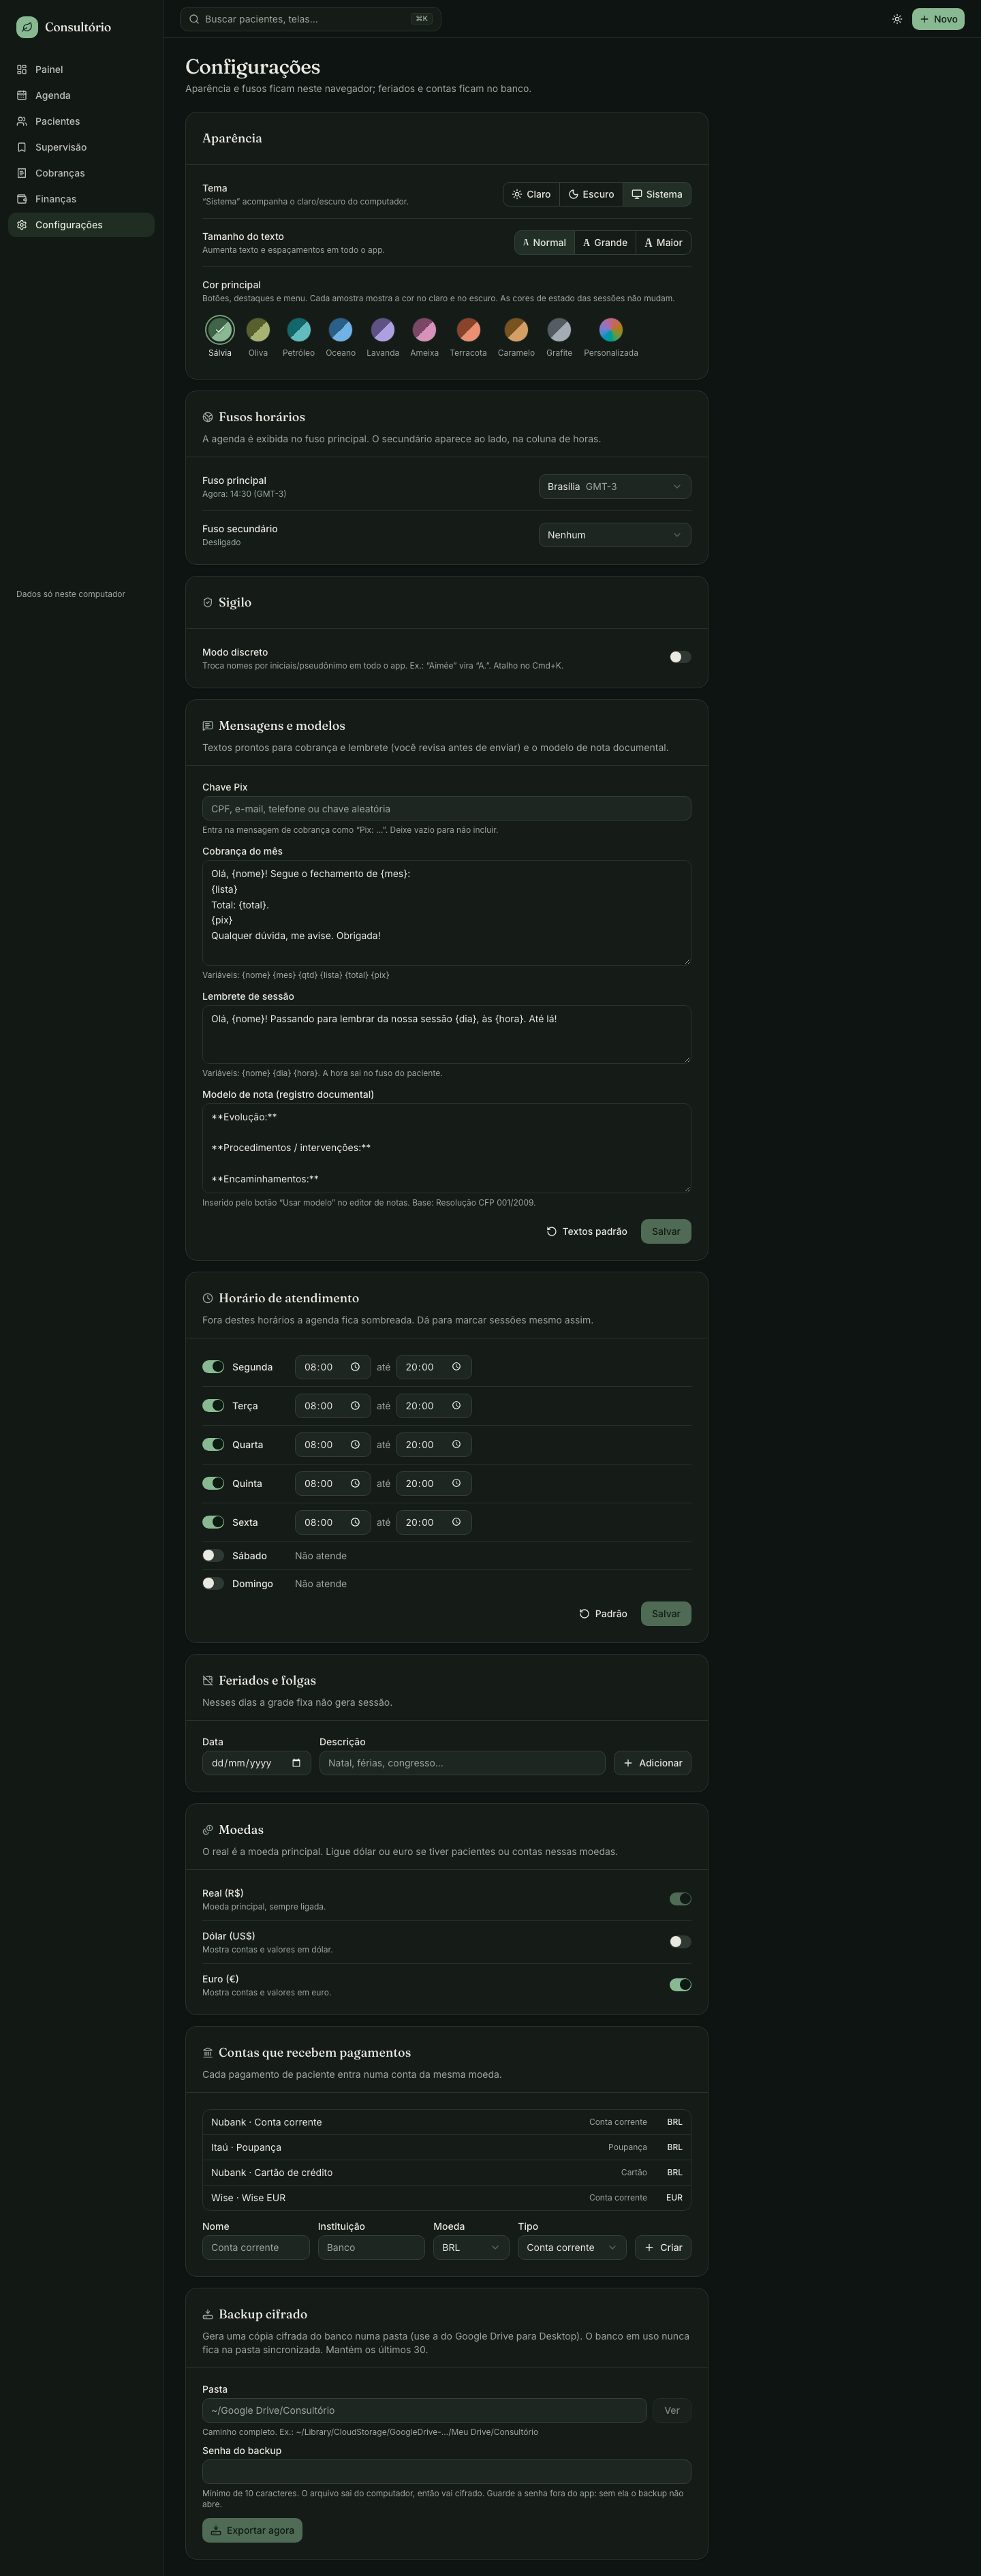 Consultório
Buscar pacientes, telas...
⌘K
Novo
Painel
Agenda
Pacientes
Supervisão
Cobranças
Finanças
Configurações
Dados só neste computador
Configurações
Aparência e fusos ficam neste navegador; feriados e contas ficam no banco.
Aparência
Tema
“Sistema” acompanha o claro/escuro do computador.
Claro
Escuro
Sistema
Tamanho do texto
Aumenta texto e espaçamentos em todo o app.
A Normal
A Grande
A Maior
Cor principal
Botões, destaques e menu. Cada amostra mostra a cor no claro e no escuro. As cores de estado das sessões não mudam.
Sálvia
Oliva
Petróleo
Oceano
Lavanda
Ameixa
Terracota
Caramelo
Grafite
Personalizada
Fusos horários
A agenda é exibida no fuso principal. O secundário aparece ao lado, na coluna de horas.
Fuso principal
Agora: 14:30 (GMT-3)
Brasília GMT-3
Fuso secundário
Desligado
Nenhum
Sigilo
Modo discreto
Troca nomes por iniciais/pseudônimo em todo o app. Ex.: “Aimée” vira “A.”. Atalho no Cmd+K.
Mensagens e modelos
Textos prontos para cobrança e lembrete (você revisa antes de enviar) e o modelo de nota documental.
Chave Pix
CPF, e-mail, telefone ou chave aleatória
Entra na mensagem de cobrança como “Pix: ...”. Deixe vazio para não incluir.
Cobrança do mês
Olá, {nome}! Segue o fechamento de {mes}:
{lista}
Total: {total}.
{pix}
Qualquer dúvida, me avise. Obrigada!
Variáveis: {nome} {mes} {qtd} {lista} {total} {pix}
Lembrete de sessão
Olá, {nome}! Passando para lembrar da nossa sessão {dia}, às {hora}. Até lá!
Variáveis: {nome} {dia} {hora}. A hora sai no fuso do paciente.
Modelo de nota (registro documental)
**Evolução:**
**Procedimentos / intervenções:**
**Encaminhamentos:**
Inserido pelo botão “Usar modelo” no editor de notas. Base: Resolução CFP 001/2009.
Textos padrão
Salvar
Horário de atendimento
Fora destes horários a agenda fica sombreada. Dá para marcar sessões mesmo assim.
Segunda 08:00 até 20:00
Terça 08:00 até 20:00
Quarta 08:00 até 20:00
Quinta 08:00 até 20:00
Sexta 08:00 até 20:00
Sábado Não atende
Domingo Não atende
Padrão
Salvar
Feriados e folgas
Nesses dias a grade fixa não gera sessão.
Data
Descrição
dd/mm/yyyy
Natal, férias, congresso...
Adicionar
Moedas
O real é a moeda principal. Ligue dólar ou euro se tiver pacientes ou contas nessas moedas.
Real (R$)
Moeda principal, sempre ligada.
Dólar (US$)
Mostra contas e valores em dólar.
Euro (€)
Mostra contas e valores em euro.
Contas que recebem pagamentos
Cada pagamento de paciente entra numa conta da mesma moeda.
Nubank · Conta corrente Conta corrente BRL
Itaú · Poupança Poupança BRL
Nubank · Cartão de crédito Cartão BRL
Wise · Wise EUR Conta corrente EUR
Nome
Instituição
Moeda
Tipo
Conta corrente
Banco
BRL
Conta corrente
Criar
Backup cifrado
Gera uma cópia cifrada do banco numa pasta (use a do Google Drive para Desktop). O banco em uso nunca
fica na pasta sincronizada. Mantém os últimos 30.
Pasta
~/Google Drive/Consultório
Ver
Caminho completo. Ex.: ~/Library/CloudStorage/GoogleDrive-.../Meu Drive/Consultório
Senha do backup
Mínimo de 10 caracteres. O arquivo sai do computador, então vai cifrado. Guarde a senha fora do app: sem ela o backup não
abre.
Exportar agora